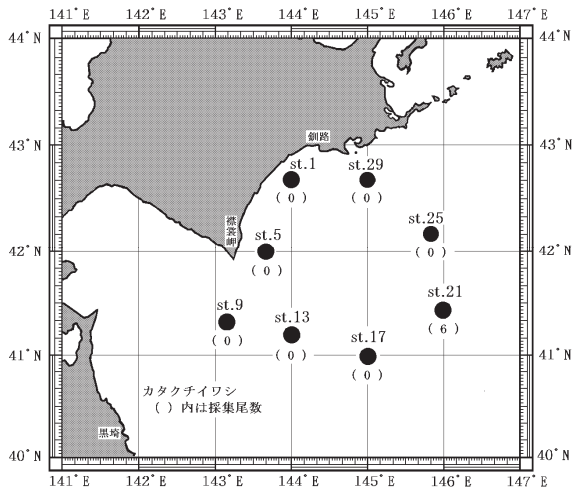 141° E 142° E 143° E 144° E 145° E 146° E 147° E
44° N 44° N
釧路
43° N 43° N
st.1 st.29
( 0 ) ( 0 )
襟裳岬
st.5 st.25
42° N ( 0 ) ( 0 ) 42° N
st.9 st.13 st.21
( 0 ) ( 0 ) ( 6 )
st.17
41° N 41° N
( 0 )
カタクチイワシ
( ) 内は採集尾数
黒埼
40° N 40° N
141° E 142° E 143° E 144° E 145° E 146° E 147° E